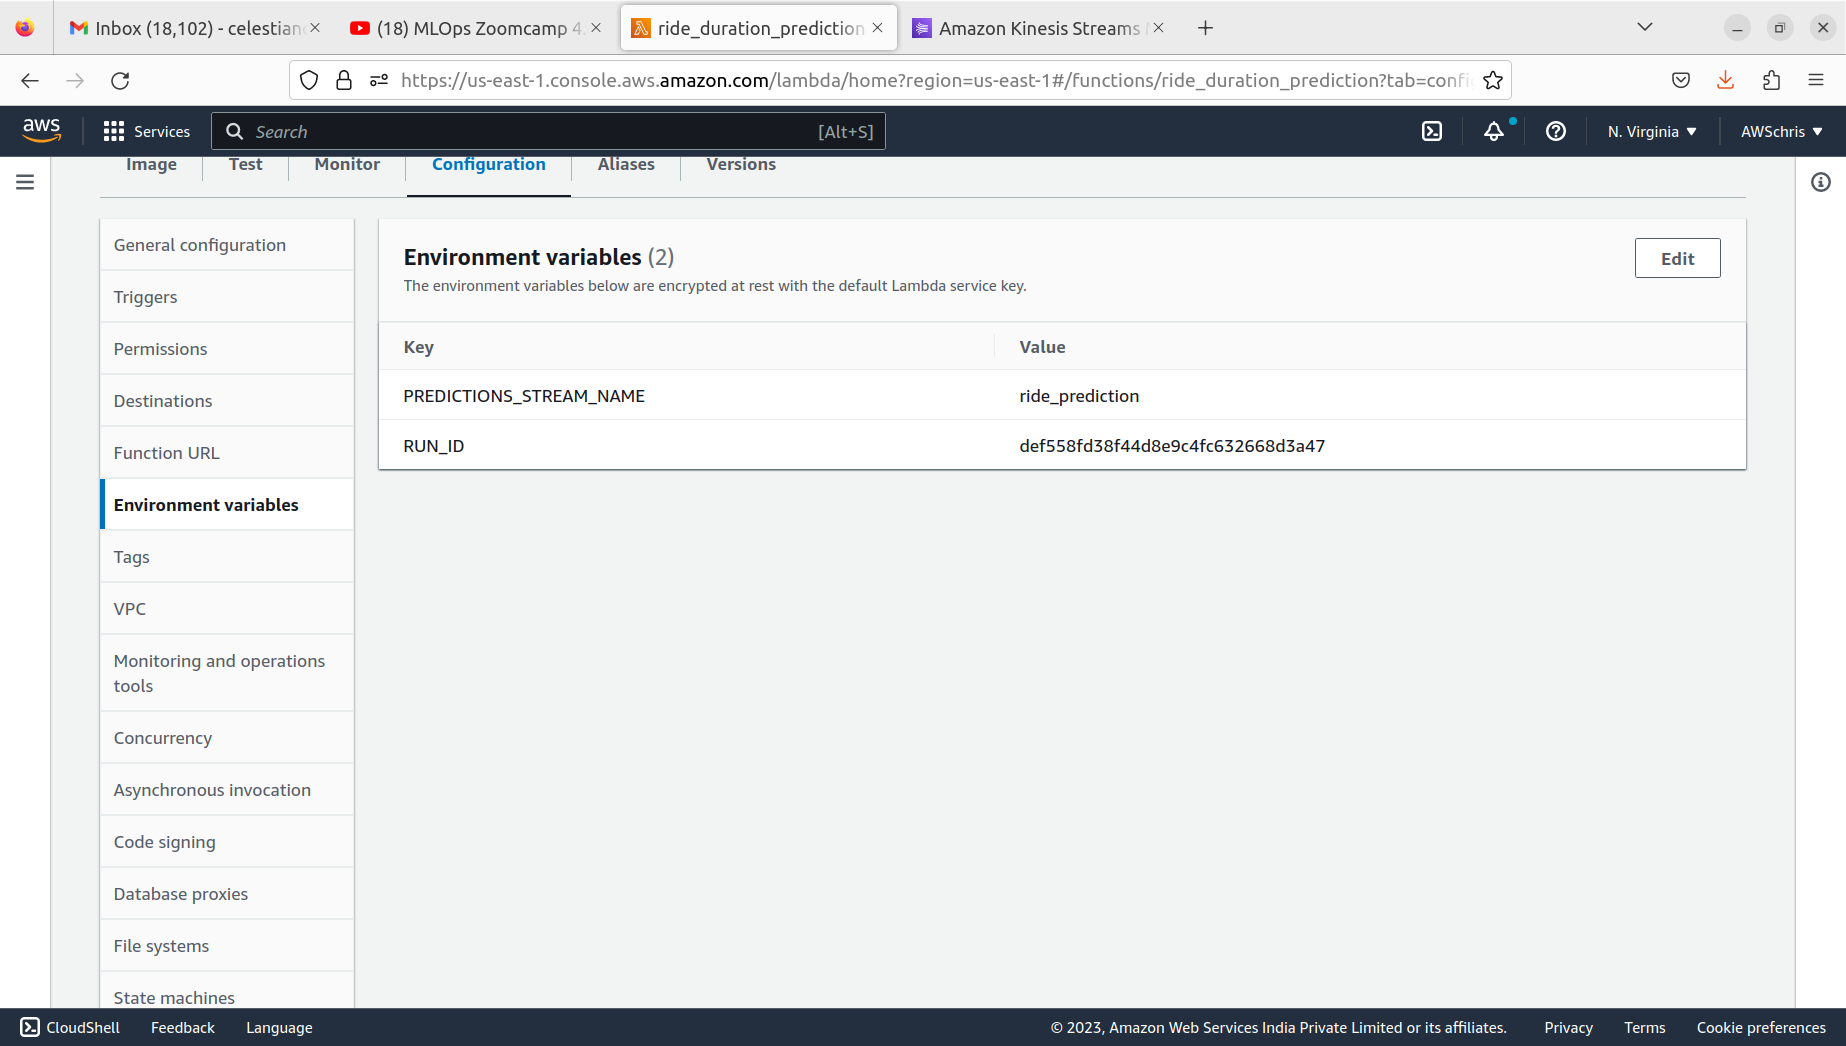 Inbox (18,102) - celestian
(18) MLOps Zoomcamp 4.
ride_duration_prediction
Amazon Kinesis Streams
https://us-east-1.console.aws.amazon.com/lambda/home?region=us-east-1#/functions/ride_duration_prediction?tab=confi
aws
Services
Search
[Alt+S]
N. Virginia
AWSchris
Image
Test
Monitor
Configuration
Aliases
Versions
General configuration
Triggers
Permissions
Destinations
Function URL
Environment variables
Tags
VPC
Monitoring and operations
tools
Concurrency
Asynchronous invocation
Code signing
Database proxies
File systems
State machines
Environment variables (2)
Edit
The environment variables below are encrypted at rest with the default Lambda service key.
Key
Value
PREDICTIONS_STREAM_NAME
ride_prediction
RUN_ID
def558fd38f44d8e9c4fc632668d3a47
CloudShell
Feedback
Language
© 2023, Amazon Web Services India Private Limited or its affiliates.
Privacy
Terms
Cookie preferences